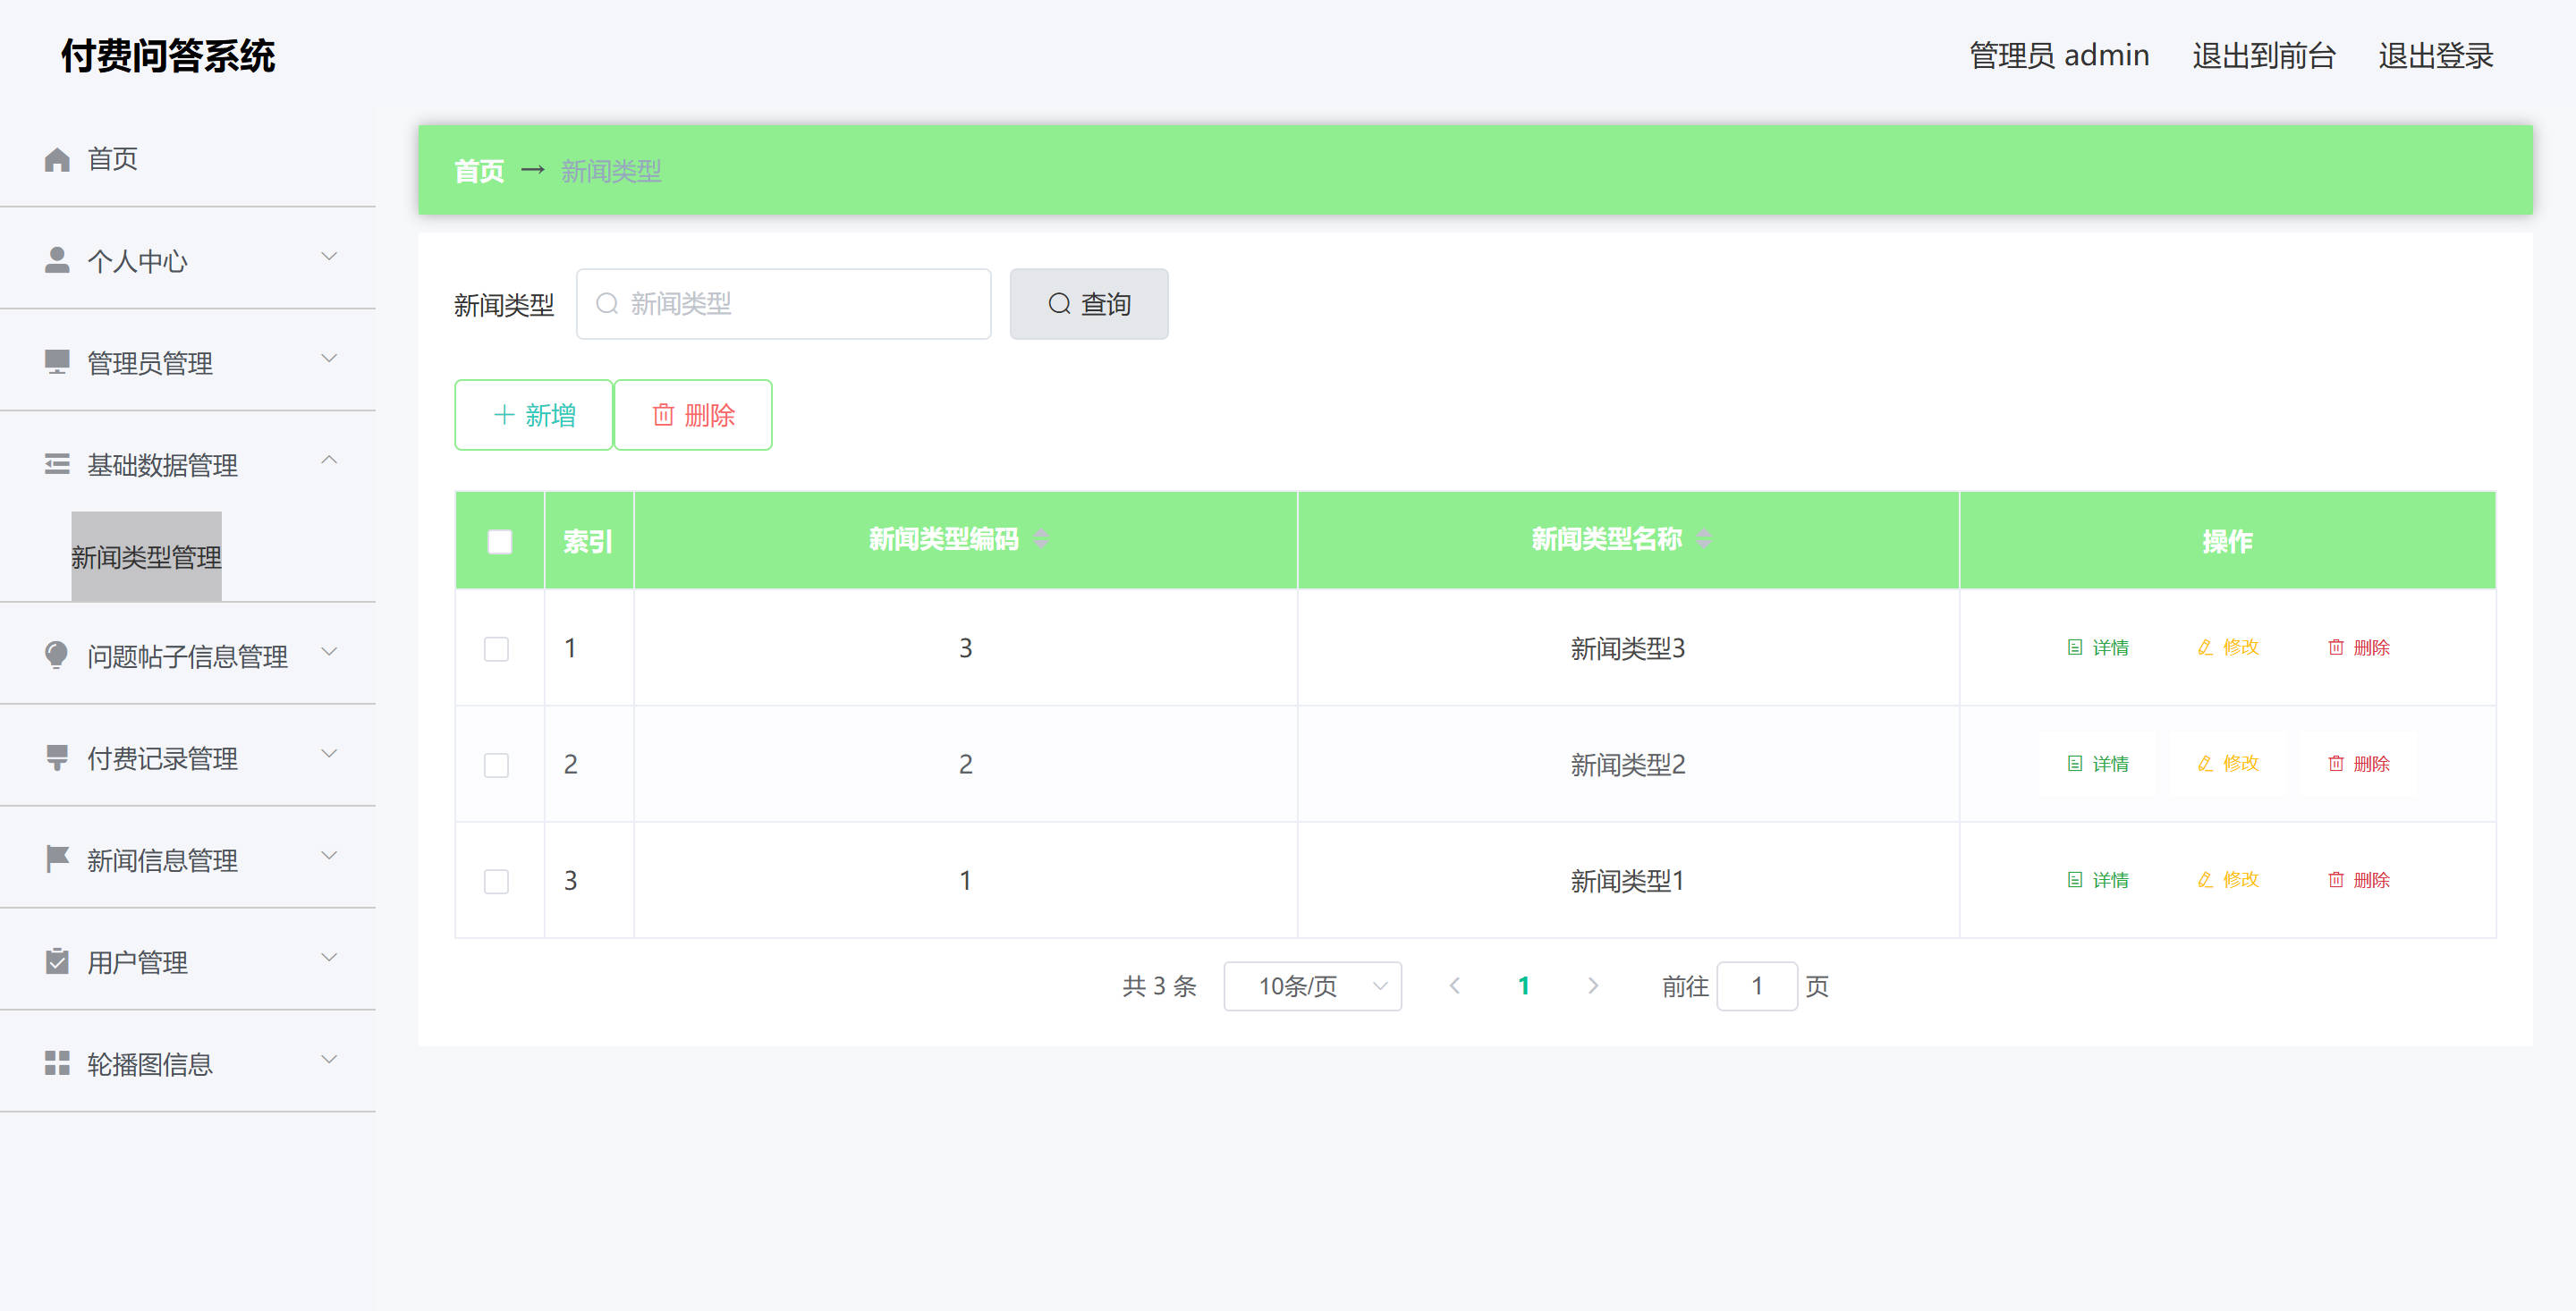 付费问答系统
管理员 admin 退出到前台 退出登录
首页
个人中心
管理员管理
基础数据管理
新闻类型管理
问题帖子信息管理
付费记录管理
新闻信息管理
用户管理
轮播图信息
首页 → 新闻类型
新闻类型 新闻类型 查询
新增 删除
索引 新闻类型编码 新闻类型名称 操作
1 3 新闻类型3 详情 修改 删除
2 2 新闻类型2 详情 修改 删除
3 1 新闻类型1 详情 修改 删除
共 3 条 10条/页 1 前往 1 页